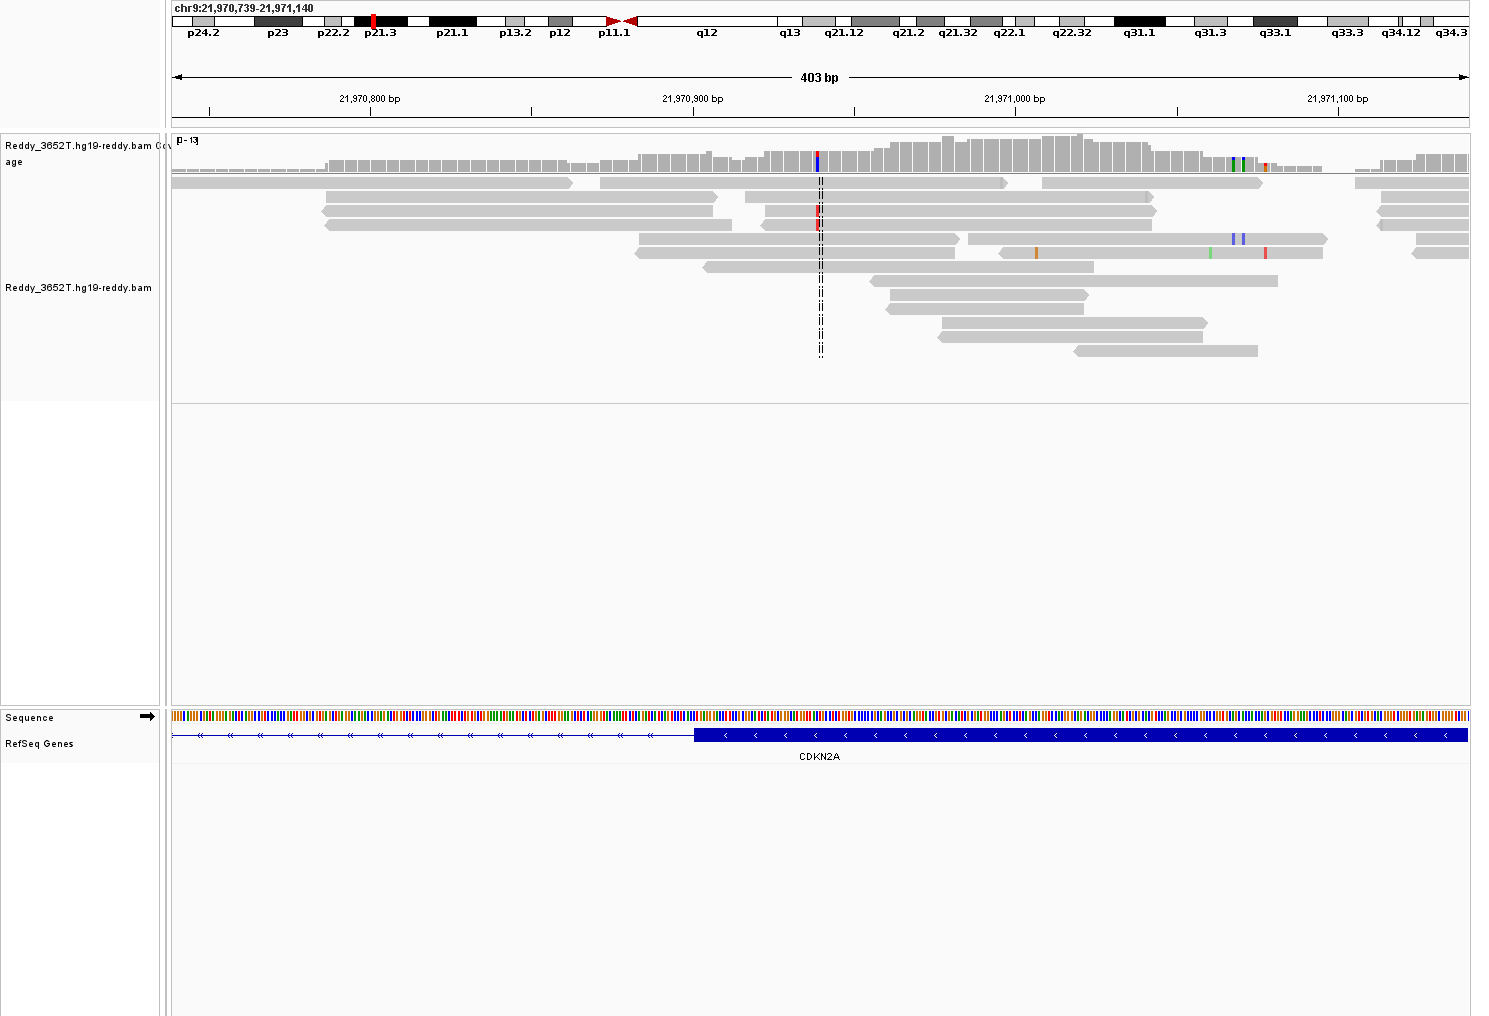 chr9:21,970,739-21,971,140
p24.2 p23 p22.2 p21.3 p21.1 p13.2 p12 p11.1 q12 q13 q21.12 q21.2 q21.32 q22.1 q22.32 q31.1 q31.3 q33.1 q33.3 q34.12 q34.3
403 bp
21,970,800 bp 21,970,900 bp 21,971,000 bp 21,971,100 bp
[0 - 13]
Reddy_3652T.hg19-reddy.bam Cov
age
Reddy_3652T.hg19-reddy.bam
Sequence
RefSeq Genes
CDKN2A